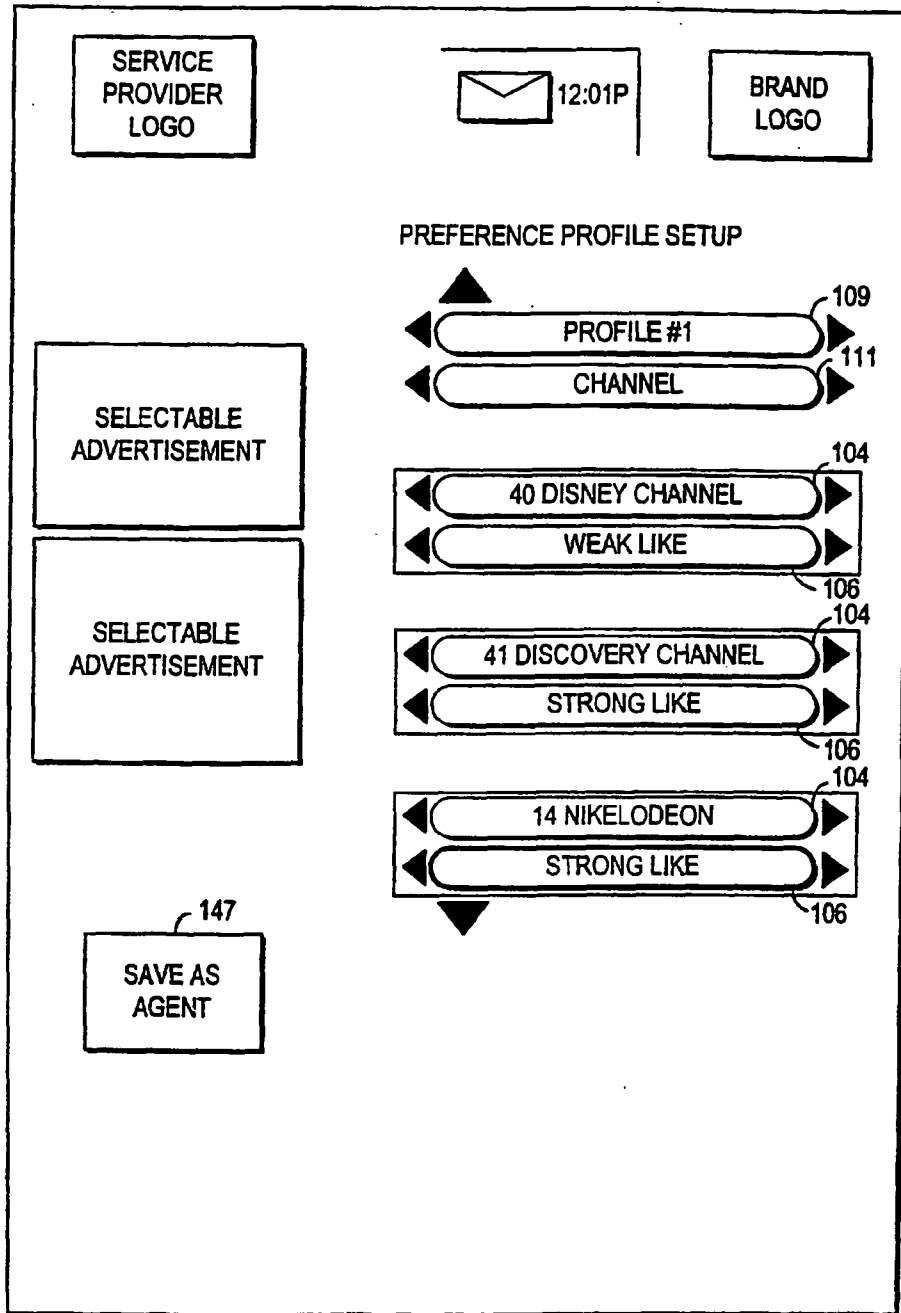 SERVICE
PROVIDER
LOGO
12:01P
BRAND
LOGO
PREFERENCE PROFILE SETUP
109
PROFILE #1
111
CHANNEL
SELECTABLE
ADVERTISEMENT
104
40 DISNEY CHANNEL
WEAK LIKE
106
SELECTABLE
ADVERTISEMENT
104
41 DISCOVERY CHANNEL
STRONG LIKE
106
104
14 NIKELODEON
STRONG LIKE
106
147
SAVE AS
AGENT